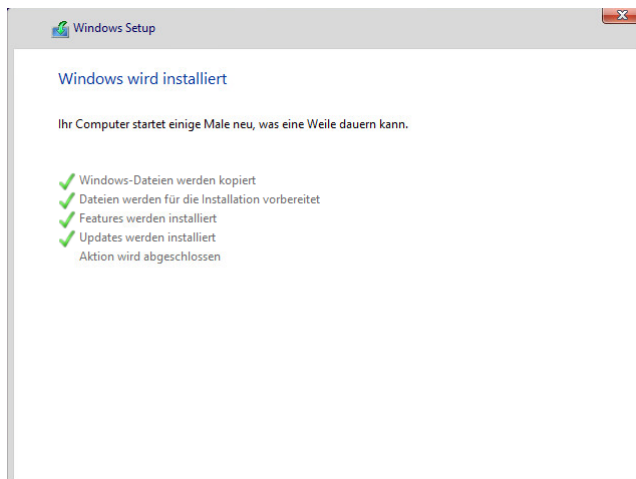 Windows Setup
Windows wird installiert
Ihr Computer startet einige Male neu, was eine Weile dauern kann.
Windows-Dateien werden kopiert
Dateien werden für die Installation vorbereitet
Features werden installiert
Updates werden installiert
Aktion wird abgeschlossen